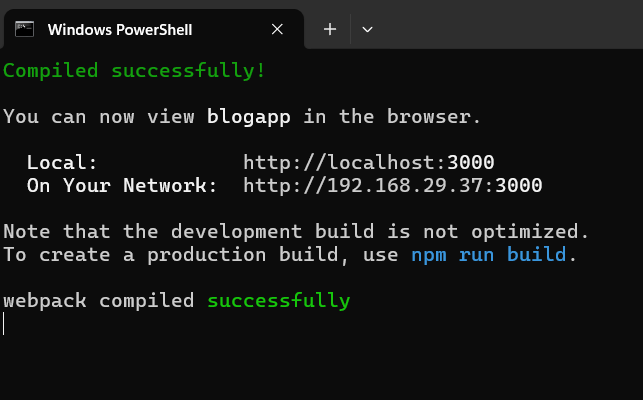 Windows PowerShell
Compiled successfully!
You can now view blogapp in the browser.
Local: http://localhost:3000
On Your Network: http://192.168.29.37:3000
Note that the development build is not optimized.
To create a production build, use npm run build.
webpack compiled successfully